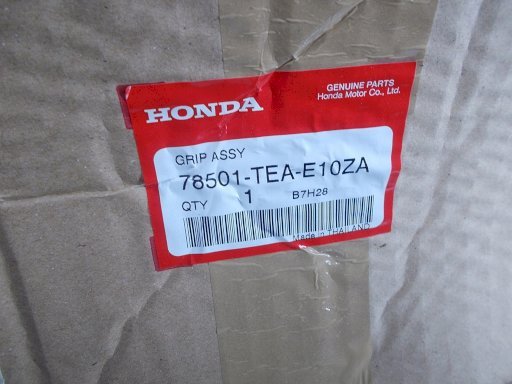 HONDA
GENUINE PARTS
Honda Motor Co., Ltd.
GRIP ASSY
78501-TEA-E10ZA
QTY 1 B7H28
Made in THAILAND